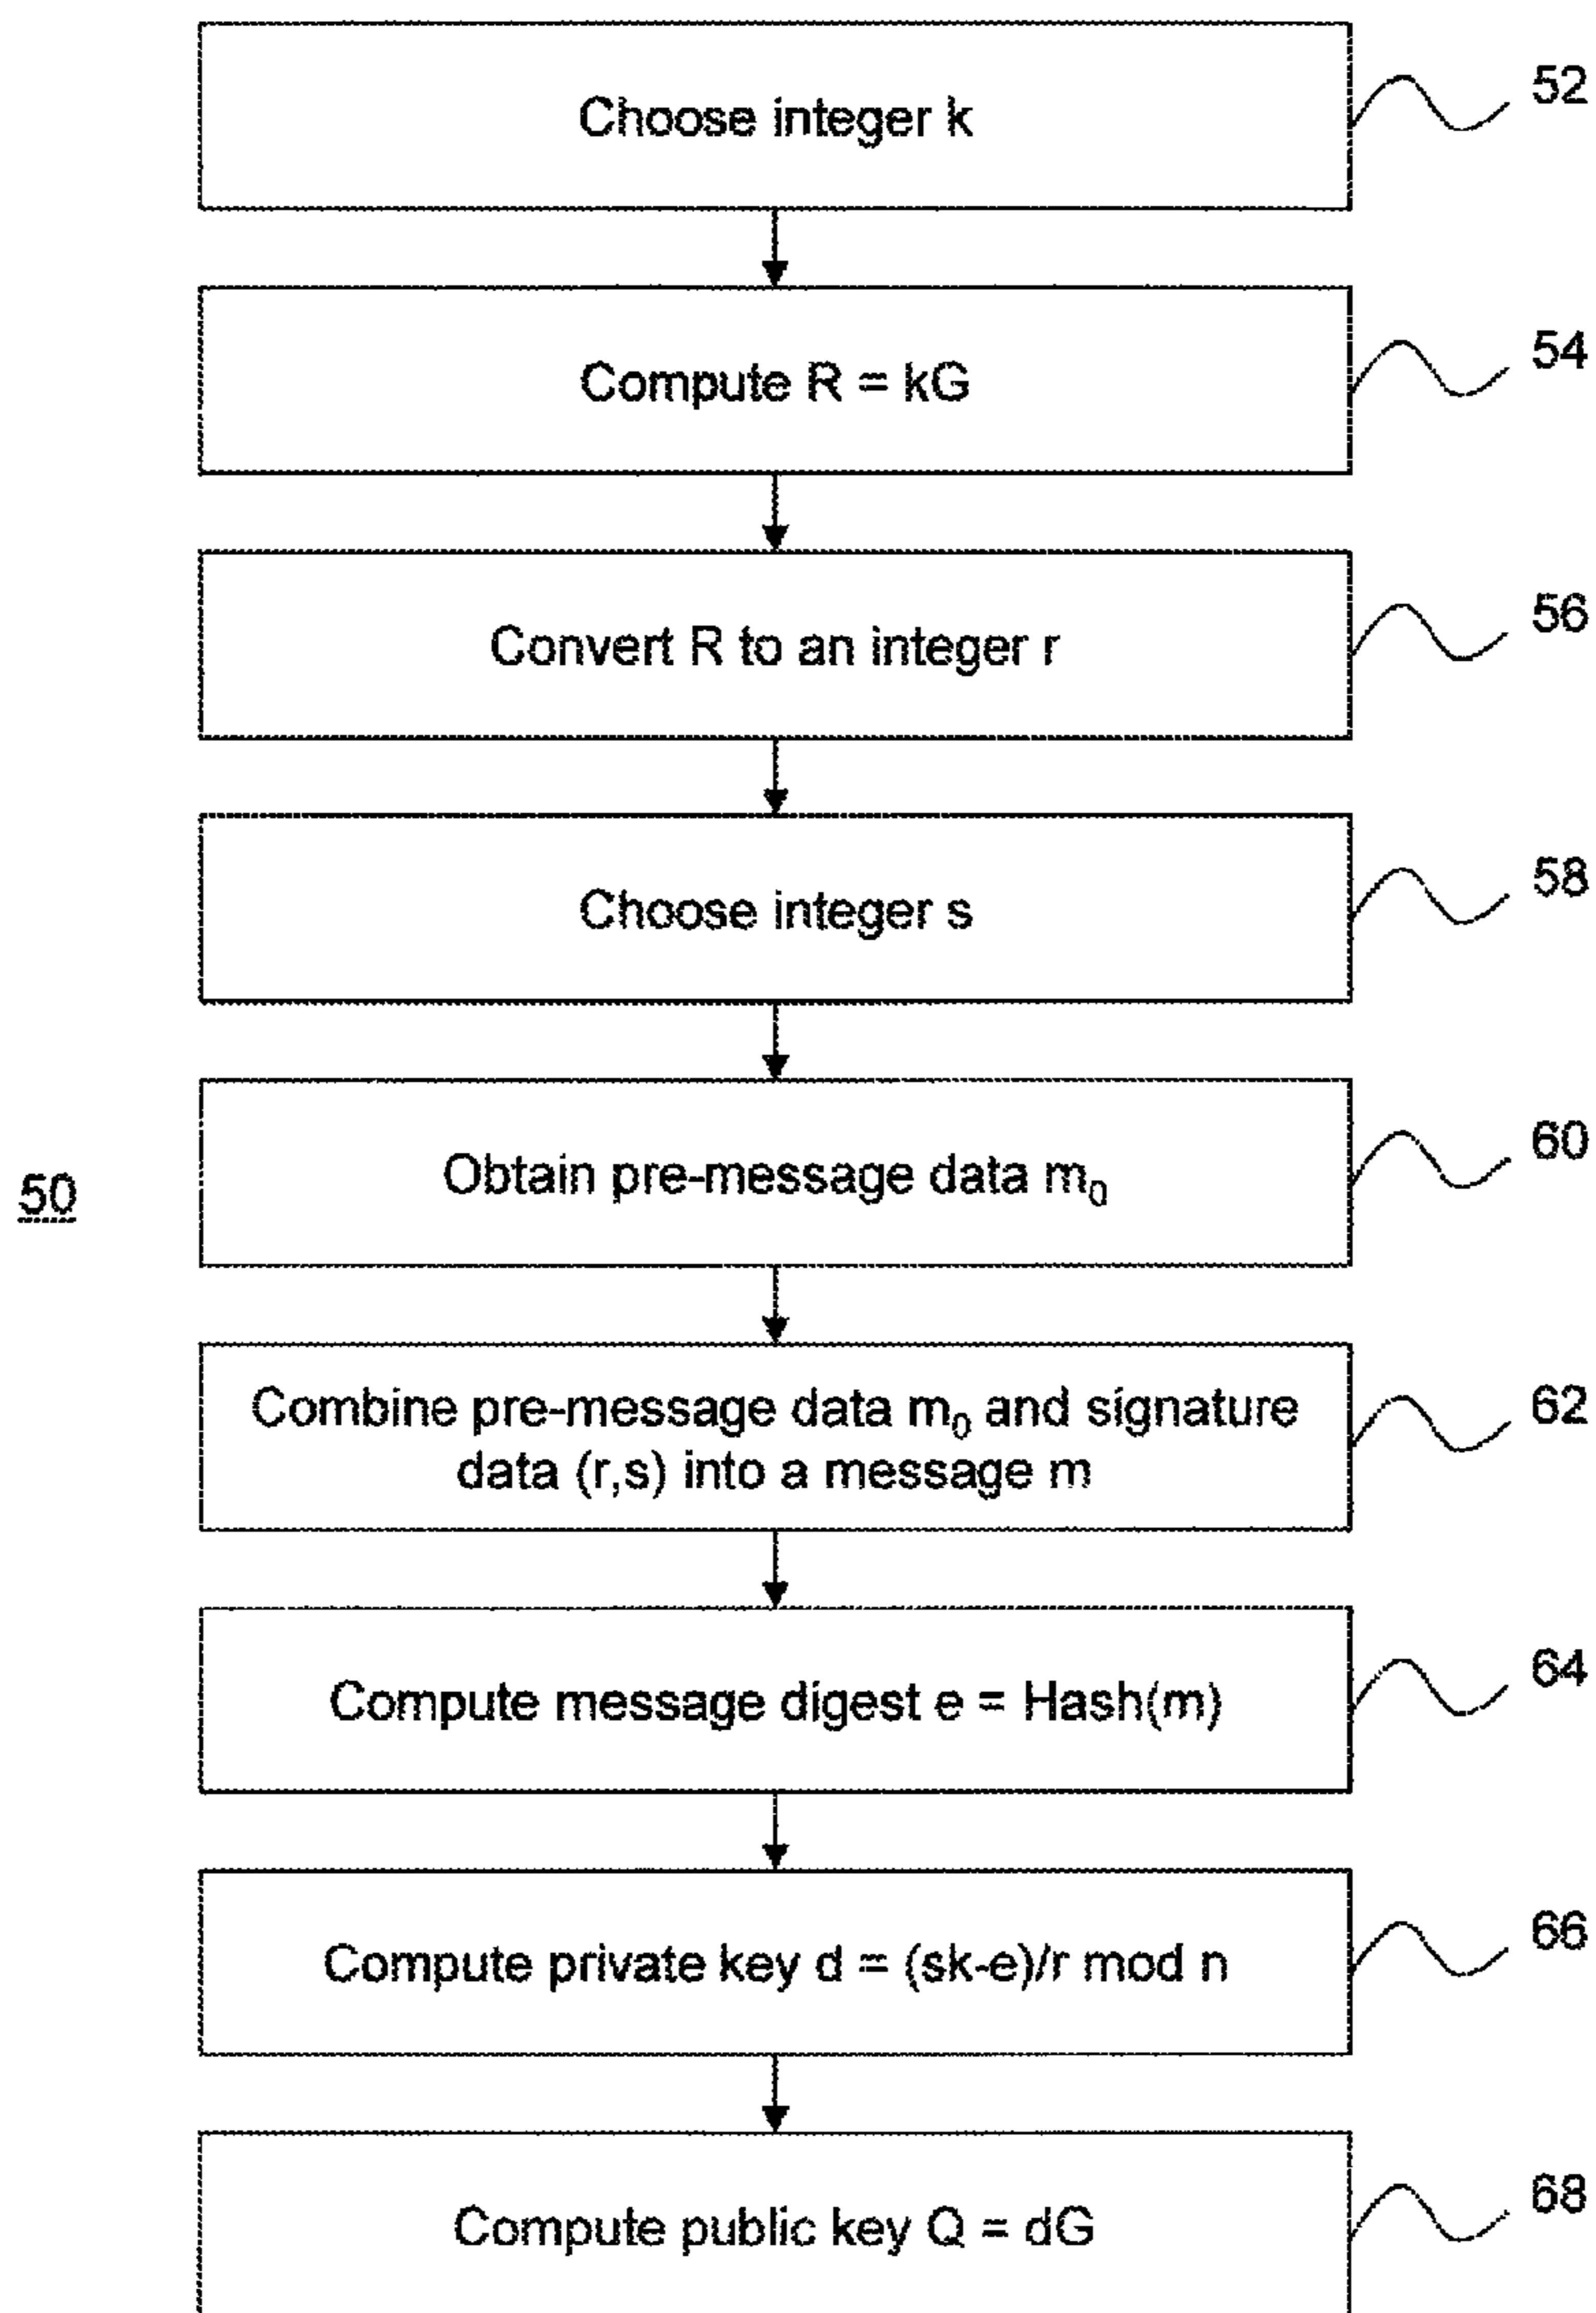 Choose integer k
52
Compute R = kG
54
Convert R to an integer r
56
Choose integer s
58
50
Obtain pre-message data m₀
60
Combine pre-message data m₀ and signature
data (r,s) into a message m
62
Compute message digest e = Hash(m)
64
Compute private key d = (sk-e)/r mod n
66
Compute public key Q = dG
68